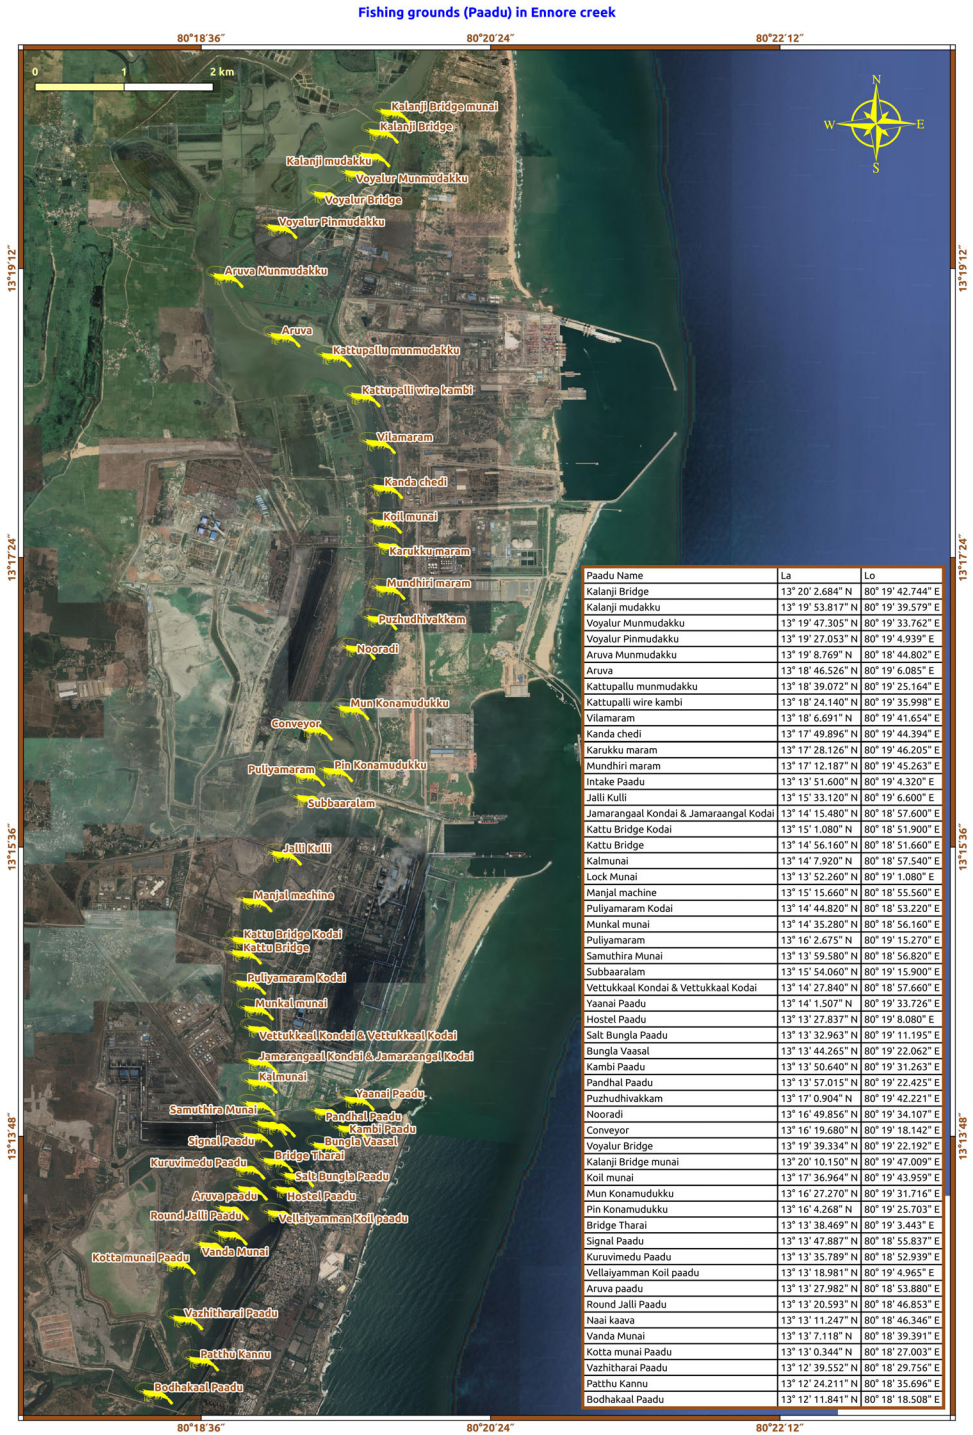 Fishing grounds (Paadu) in Ennore creek
80°18′36″ 80°20′24″ 80°22′12″
0 1 2 km
N
W E
S
Kalanji Bridge munai
Kalanji Bridge
Kalanji mudakku
Voyalur Munmudakku
Voyalur Bridge
Voyalur Pinmudakku
13°19′12″ 13°19′12″
Aruva Munmudakku
Aruva
Kattupallu munmudakku
Kattupalli wire kambi
Vilamaram
Kanda chedi
Koil munai
Karukku maram
13°17′24″ 13°17′24″
Mundhiri maram
Puzhudhivakkam
Nooradi
Mun Konamudukku
Conveyor
Pin Konamudukku
Puliyamaram
Subbaaralam
13°15′36″ 13°15′36″
Jalli Kulli
Manjal machine
Kattu Bridge Kodai
Kattu Bridge
Puliyamaram Kodai
Munkal munai
Vettukkaal Kondai & Vettukkaal Kodai
Jamarangaal Kondai & Jamaraangal Kodai
Kalmunai
Yaanai Paadu
Samuthira Munai
Pandhal Paadu
Kambi Paadu
13°13′48″ 13°13′48″
Signal Paadu
Bungla Vaasal
Bridge Tharai
Kuruvimedu Paadu
Salt Bungla Paadu
Aruva paadu
Hostel Paadu
Round Jalli Paadu
Vellaiyamman Koil paadu
Vanda Munai
Kotta munai Paadu
Vazhitharai Paadu
Patthu Kannu
Bodhakaal Paadu
Paadu Name La Lo
Kalanji Bridge 13° 20' 2.684" N 80° 19' 42.744" E
Kalanji mudakku 13° 19' 53.817" N 80° 19' 39.579" E
Voyalur Munmudakku 13° 19' 47.305" N 80° 19' 33.762" E
Voyalur Pinmudakku 13° 19' 27.053" N 80° 19' 4.939" E
Aruva Munmudakku 13° 19' 8.769" N 80° 18' 44.802" E
Aruva 13° 18' 46.526" N 80° 19' 6.085" E
Kattupallu munmudakku 13° 18' 39.072" N 80° 19' 25.164" E
Kattupalli wire kambi 13° 18' 24.140" N 80° 19' 35.998" E
Vilamaram 13° 18' 6.691" N 80° 19' 41.654" E
Kanda chedi 13° 17' 49.896" N 80° 19' 44.394" E
Karukku maram 13° 17' 28.126" N 80° 19' 46.205" E
Mundhiri maram 13° 17' 12.187" N 80° 19' 45.263" E
Intake Paadu 13° 13' 51.600" N 80° 19' 4.320" E
Jalli Kulli 13° 15' 33.120" N 80° 19' 6.600" E
Jamarangaal Kondai & Jamaraangal Kodai 13° 14' 15.480" N 80° 18' 57.600" E
Kattu Bridge Kodai 13° 15' 1.080" N 80° 18' 51.900" E
Kattu Bridge 13° 14' 56.160" N 80° 18' 51.660" E
Kalmunai 13° 14' 7.920" N 80° 18' 57.540" E
Lock Munai 13° 13' 52.260" N 80° 19' 1.080" E
Manjal machine 13° 15' 15.660" N 80° 18' 55.560" E
Puliyamaram Kodai 13° 14' 44.820" N 80° 18' 53.220" E
Munkal munai 13° 14' 35.280" N 80° 18' 56.160" E
Puliyamaram 13° 16' 2.675" N 80° 19' 15.270" E
Samuthira Munai 13° 13' 59.580" N 80° 18' 56.820" E
Subbaaralam 13° 15' 54.060" N 80° 19' 15.900" E
Vettukkaal Kondai & Vettukkaal Kodai 13° 14' 27.840" N 80° 18' 57.660" E
Yaanai Paadu 13° 14' 1.507" N 80° 19' 33.726" E
Hostel Paadu 13° 13' 27.837" N 80° 19' 8.080" E
Salt Bungla Paadu 13° 13' 32.963" N 80° 19' 11.195" E
Bungla Vaasal 13° 13' 44.265" N 80° 19' 22.062" E
Kambi Paadu 13° 13' 50.640" N 80° 19' 31.263" E
Pandhal Paadu 13° 13' 57.015" N 80° 19' 22.425" E
Puzhudhivakkam 13° 17' 0.904" N 80° 19' 42.221" E
Nooradi 13° 16' 49.856" N 80° 19' 34.107" E
Conveyor 13° 16' 19.680" N 80° 19' 18.142" E
Voyalur Bridge 13° 19' 39.334" N 80° 19' 22.192" E
Kalanji Bridge munai 13° 20' 10.150" N 80° 19' 47.009" E
Koil munai 13° 17' 36.964" N 80° 19' 43.959" E
Mun Konamudukku 13° 16' 27.270" N 80° 19' 31.716" E
Pin Konamudukku 13° 16' 4.268" N 80° 19' 25.703" E
Bridge Tharai 13° 13' 38.469" N 80° 19' 3.443" E
Signal Paadu 13° 13' 47.887" N 80° 18' 55.837" E
Kuruvimedu Paadu 13° 13' 35.789" N 80° 18' 52.939" E
Vellaiyamman Koil paadu 13° 13' 18.981" N 80° 19' 4.965" E
Aruva paadu 13° 13' 27.982" N 80° 18' 53.880" E
Round Jalli Paadu 13° 13' 20.593" N 80° 18' 46.853" E
Naai kaava 13° 13' 11.247" N 80° 18' 46.346" E
Vanda Munai 13° 13' 7.118" N 80° 18' 39.391" E
Kotta munai Paadu 13° 13' 0.344" N 80° 18' 27.003" E
Vazhitharai Paadu 13° 12' 39.552" N 80° 18' 29.756" E
Patthu Kannu 13° 12' 24.211" N 80° 18' 35.696" E
Bodhakaal Paadu 13° 12' 11.841" N 80° 18' 18.508" E
80°18′36″ 80°20′24″ 80°22′12″